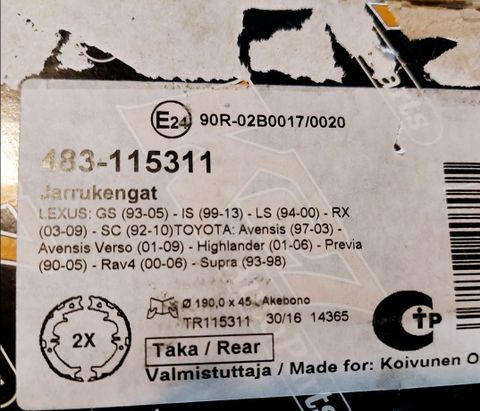 E24 90R-02B0017/0020
483-115311
Jarrukengat
LEXUS: GS (93-05) - IS (99-13) - LS (94-00) - RX
(03-09) - SC (92-10)TOYOTA: Avensis (97-03) -
Avensis Verso (01-09) - Highlander (01-06) - Previa
(90-05) - Rav4 (00-06) - Supra (93-98)
Ø 190,0 x 45 Akebono
TR115311 30/16 14365
2X
Taka / Rear
CTP
Valmistuttaja / Made for: Koivunen O